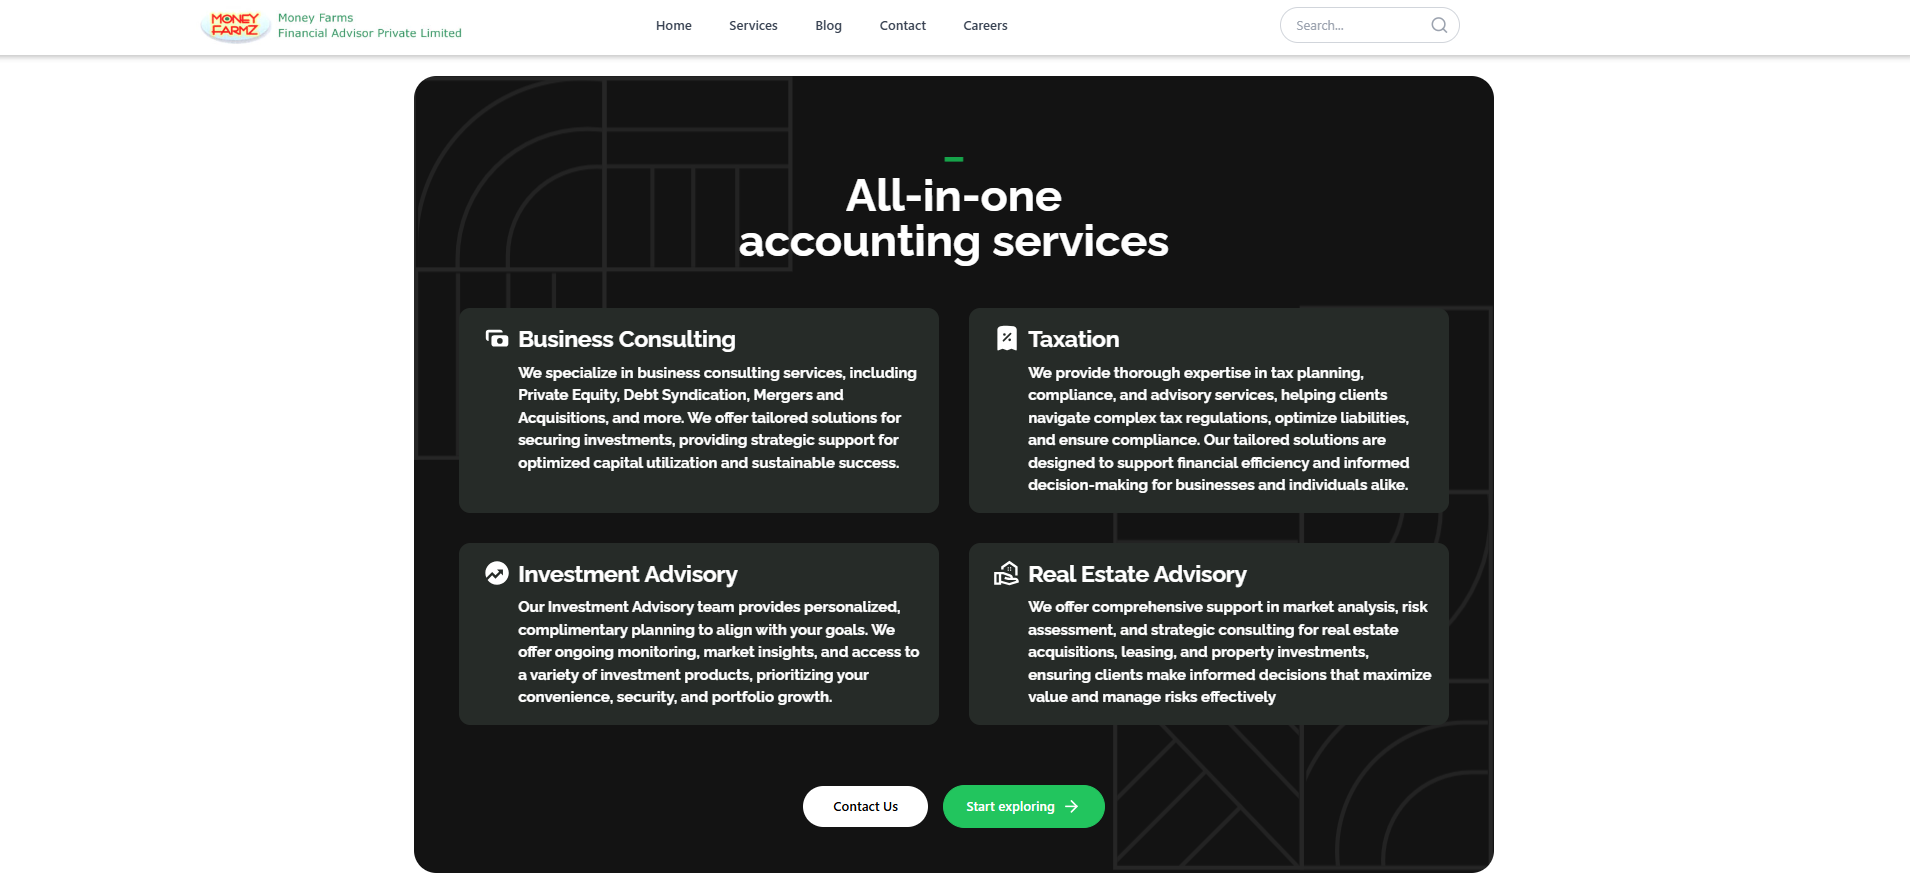 MONEY
FARMZ
Money Farms
Financial Advisor Private Limited
Home
Services
Blog
Contact
Careers
Search...
All-in-one
accounting services
Business Consulting
We specialize in business consulting services, including
Private Equity, Debt Syndication, Mergers and
Acquisitions, and more. We offer tailored solutions for
securing investments, providing strategic support for
optimized capital utilization and sustainable success.
Taxation
We provide thorough expertise in tax planning,
compliance, and advisory services, helping clients
navigate complex tax regulations, optimize liabilities,
and ensure compliance. Our tailored solutions are
designed to support financial efficiency and informed
decision-making for businesses and individuals alike.
Investment Advisory
Our Investment Advisory team provides personalized,
complimentary planning to align with your goals. We
offer ongoing monitoring, market insights, and access to
a variety of investment products, prioritizing your
convenience, security, and portfolio growth.
Real Estate Advisory
We offer comprehensive support in market analysis, risk
assessment, and strategic consulting for real estate
acquisitions, leasing, and property investments,
ensuring clients make informed decisions that maximize
value and manage risks effectively
Contact Us
Start exploring